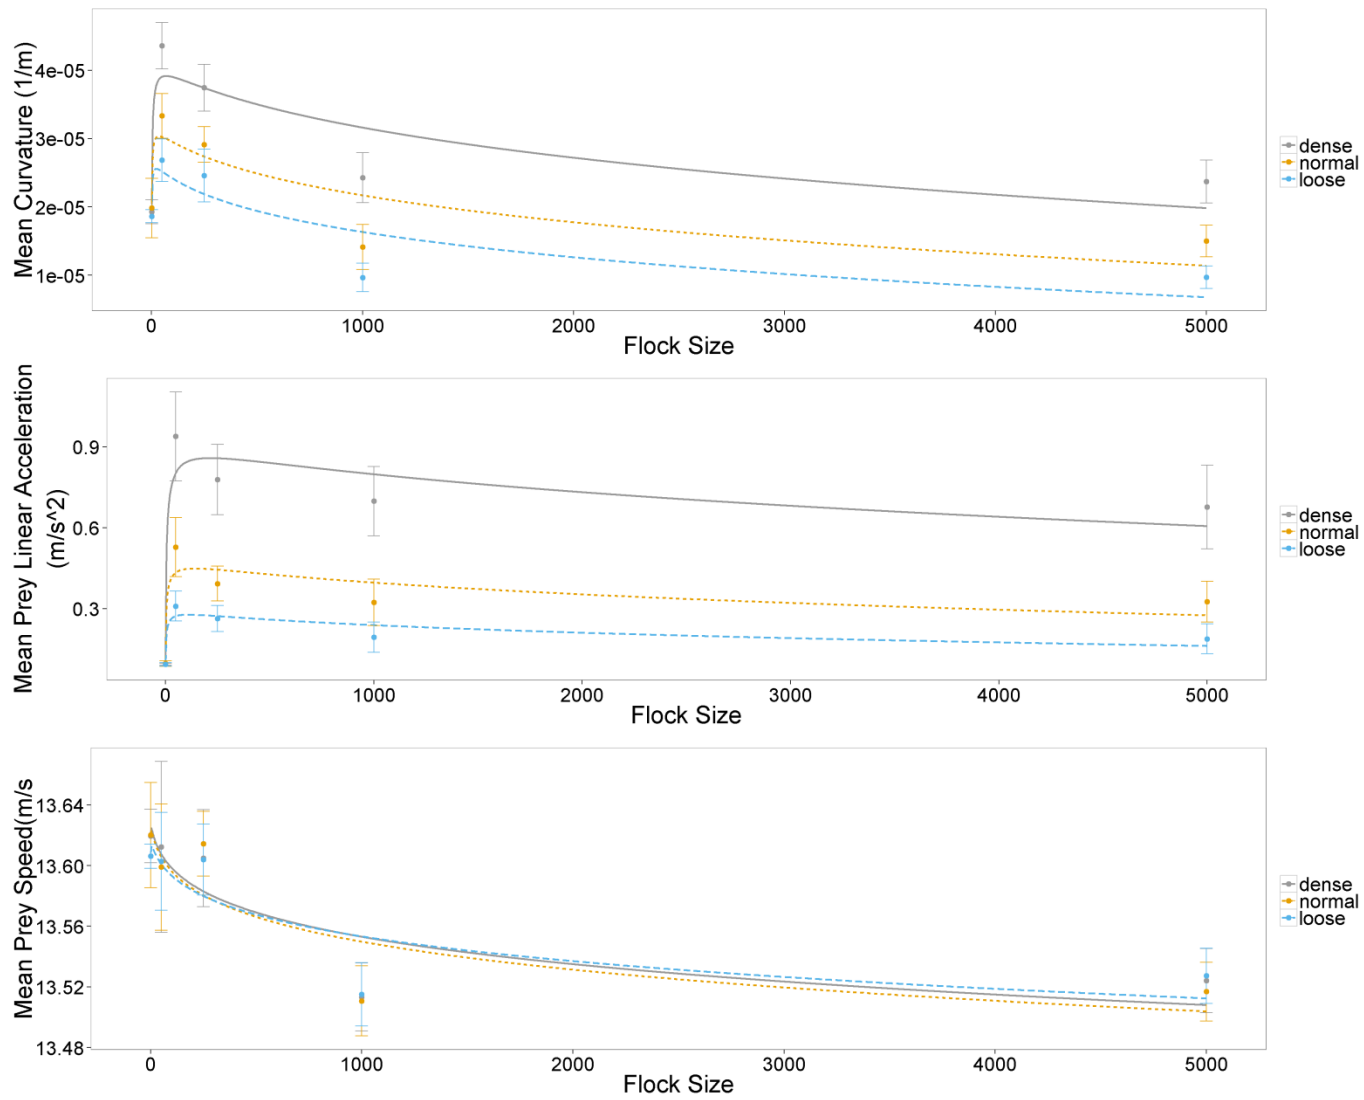 Mean Curvature (1/m)
4e-05
3e-05
2e-05
1e-05
0
1000
2000
3000
4000
5000
Flock Size
dense
normal
loose
Mean Prey Linear Acceleration
(m/s^2)
0.9
0.6
0.3
0
1000
2000
3000
4000
5000
Flock Size
dense
normal
loose
Mean Prey Speed(m/s
13.64
13.60
13.56
13.52
13.48
0
1000
2000
3000
4000
5000
Flock Size
dense
normal
loose